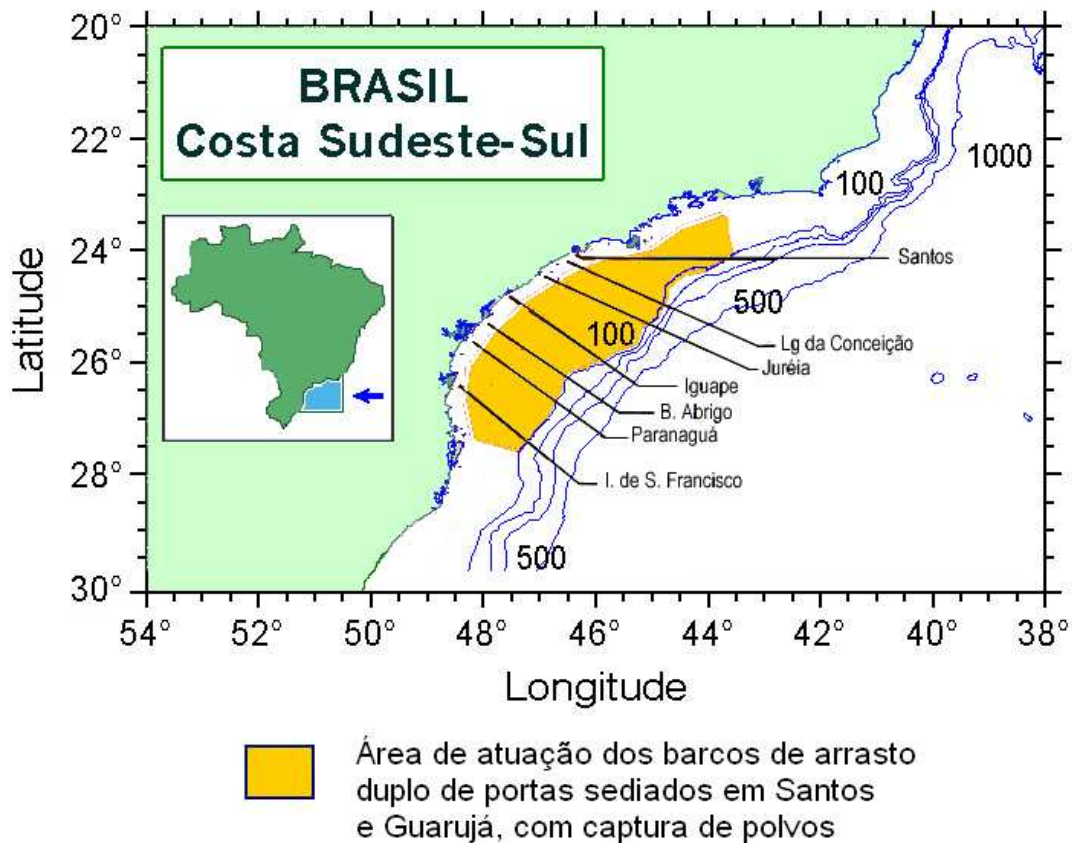 BRASIL
Costa Sudeste-Sul
20°
22°
24°
26°
28°
30°
Latitude
1000
100
Santos
500
100
Lg da Conceição
Juréia
Iguape
B. Abrigo
Paranaguá
I. de S. Francisco
500
54°
52°
50°
48°
46°
44°
42°
40°
38°
Longitude
Área de atuação dos barcos de arrasto
duplo de portas sediados em Santos
e Guarujá, com captura de polvos